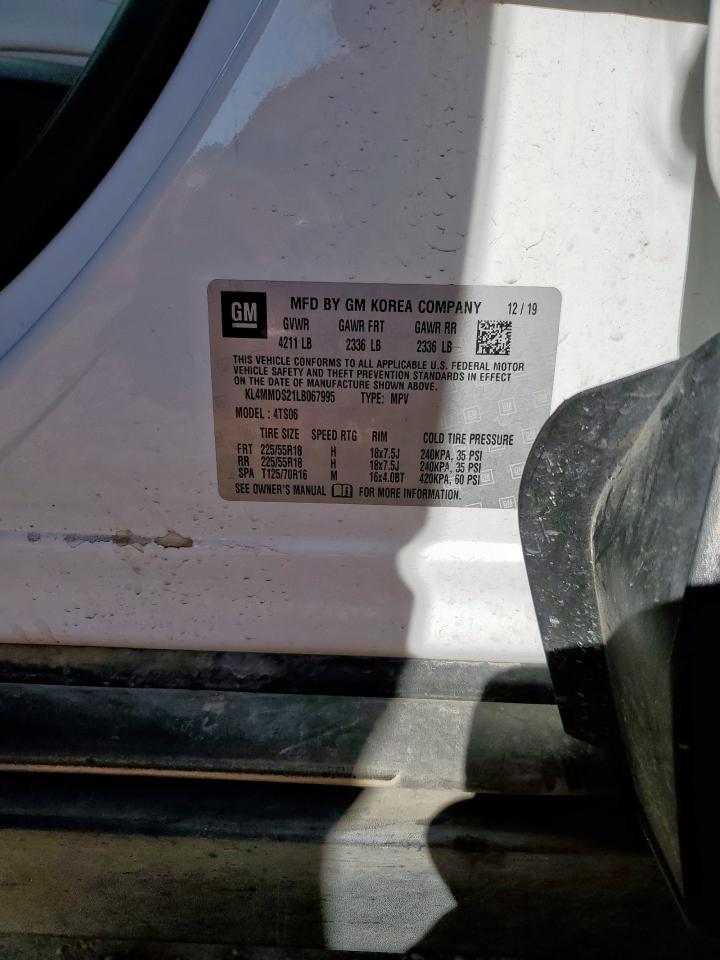 GM MFD BY GM KOREA COMPANY 12 / 19
GVWR GAWR FRT GAWR RR
4211 LB 2336 LB 2336 LB
THIS VEHICLE CONFORMS TO ALL APPLICABLE U.S. FEDERAL MOTOR
VEHICLE SAFETY AND THEFT PREVENTION STANDARDS IN EFFECT
ON THE DATE OF MANUFACTURE SHOWN ABOVE.
KL4MMDS21LB067995 TYPE: MPV
MODEL : 4TS06
TIRE SIZE SPEED RTG RIM COLD TIRE PRESSURE
FRT 225/55R18 H 18x7.5J 240KPA, 35 PSI
RR 225/55R18 H 18x7.5J 240KPA, 35 PSI
SPA T125/70R16 M 16x4.0BT 420KPA, 60 PSI
SEE OWNER'S MANUAL FOR MORE INFORMATION.